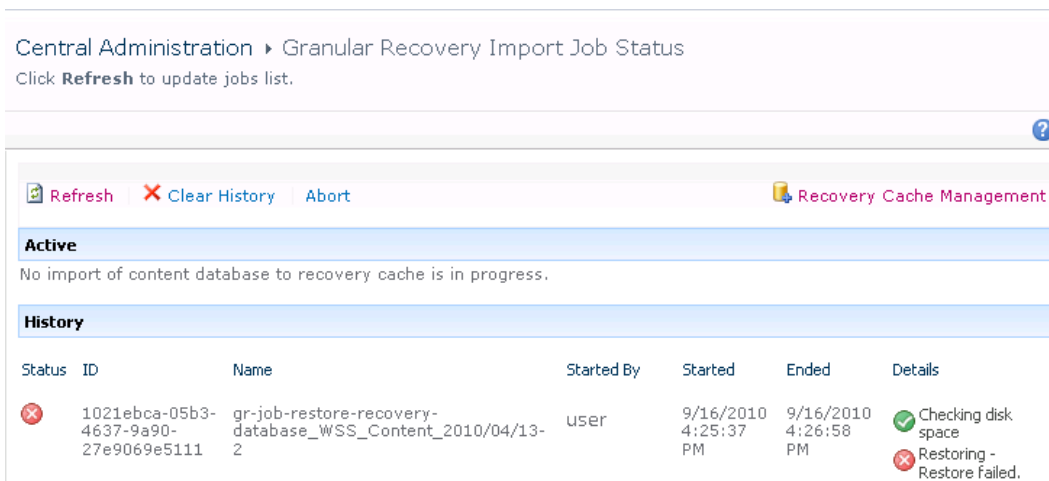 Central Administration ▸ Granular Recovery Import Job Status
Click Refresh to update jobs list.
Refresh Clear History Abort Recovery Cache Management
Active
No import of content database to recovery cache is in progress.
History
Status ID Name Started By Started Ended Details
1021ebca-05b3-
4637-9a90-
27e9069e5111
gr-job-restore-recovery-
database_WSS_Content_2010/04/13-
2
user
9/16/2010
4:25:37
PM
9/16/2010
4:26:58
PM
Checking disk
space
Restoring -
Restore failed.